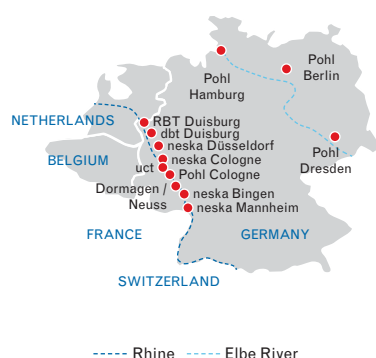 Pohl
Berlin
Pohl
Hamburg
NETHERLANDS
RBT Duisburg
dbt Duisburg
neska Düsseldorf
BELGIUM
neska Cologne
uct
Pohl Cologne
Pohl
Dresden
Dormagen /
Neuss
neska Bingen
neska Mannheim
FRANCE
GERMANY
SWITZERLAND
Rhine
Elbe River